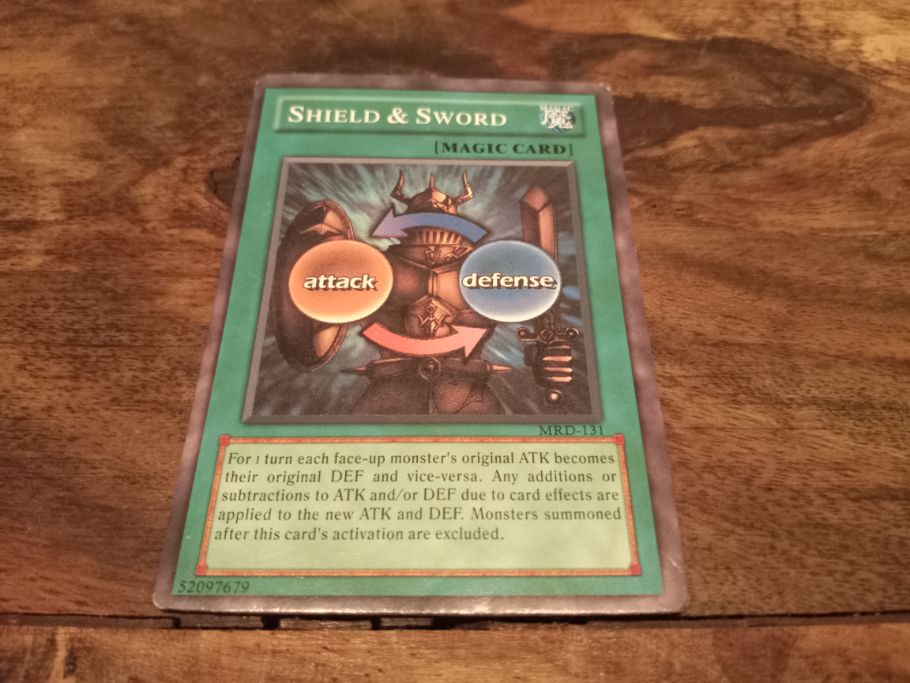 SHIELD & SWORD
[MAGIC CARD]
attack
defense
MRD-131
For 1 turn each face-up monster's original ATK becomes
their original DEF and vice-versa. Any additions or
subtractions to ATK and/or DEF due to card effects are
applied to the new ATK and DEF. Monsters summoned
after this card's activation are excluded.
52097679